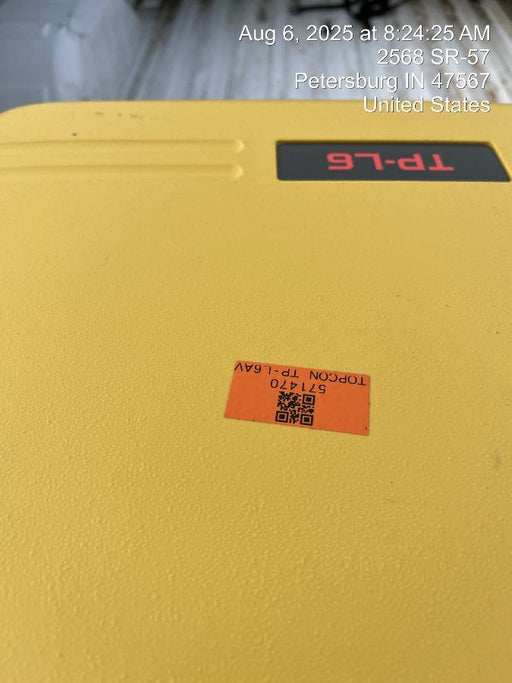 Aug 6, 2025 at 8:24:25 AM
2568 SR-57
Petersburg IN 47567
United States
TP-L6
TOPCON TP-L6AV
571470